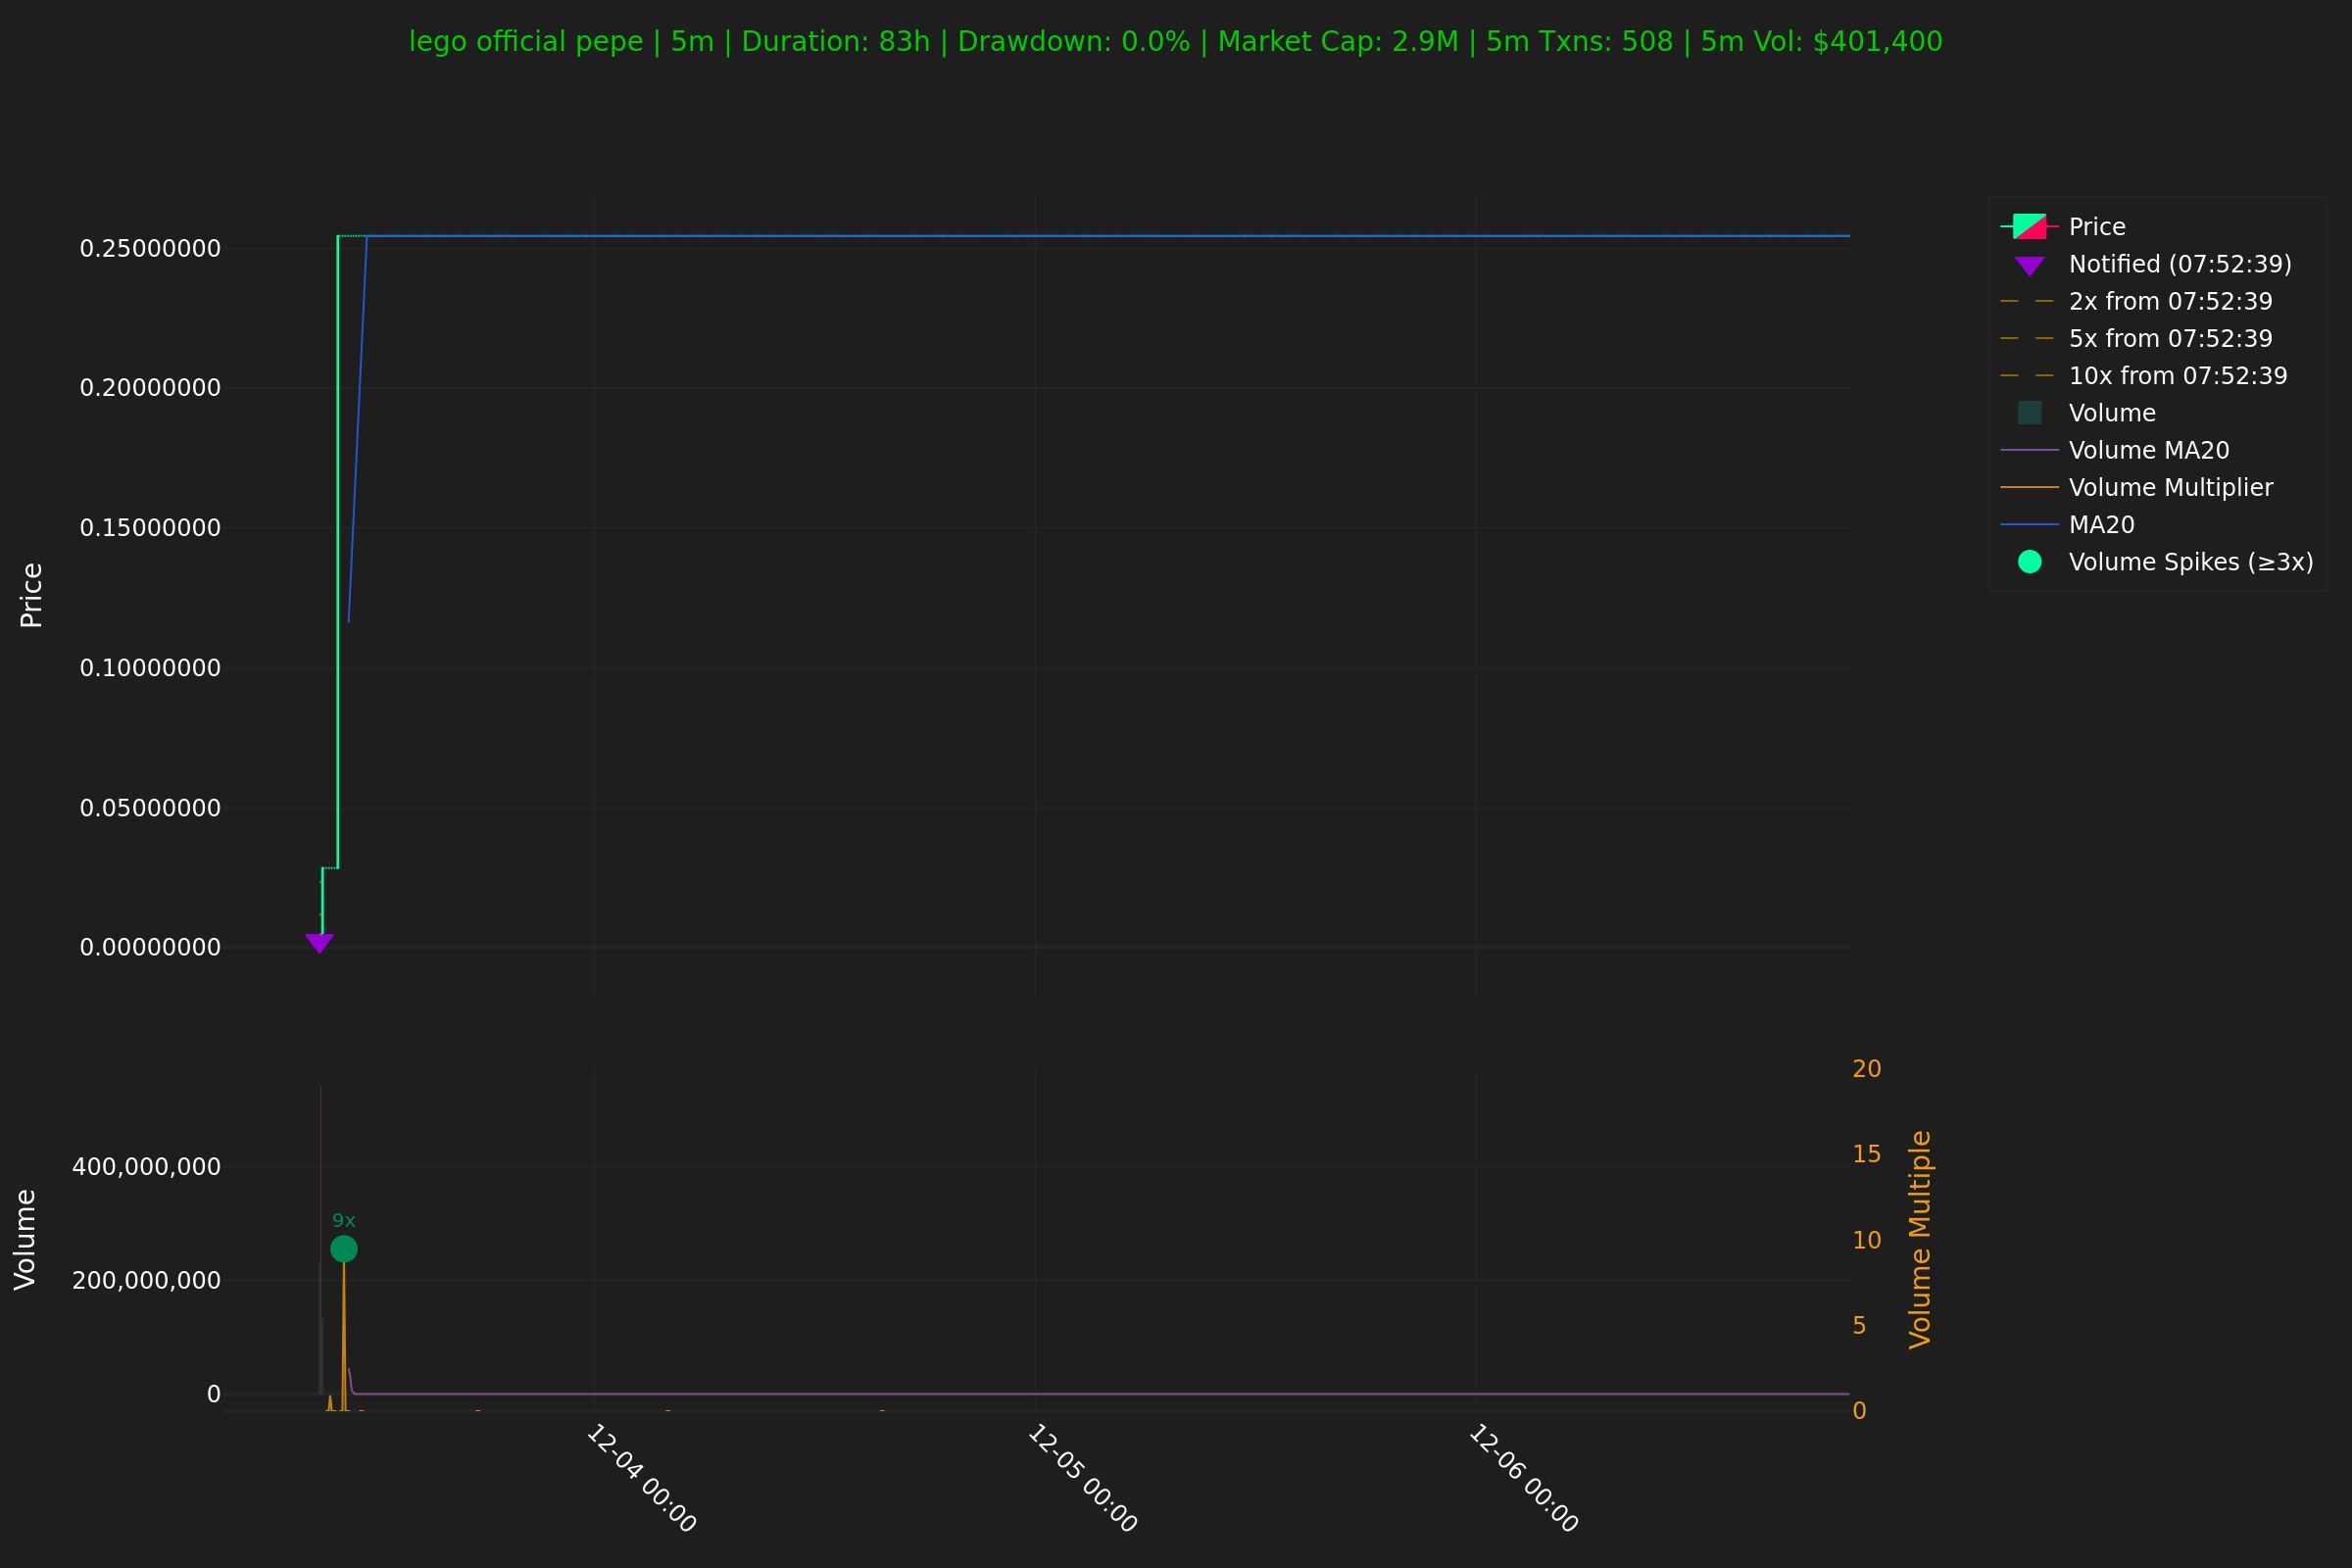 lego official pepe | 5m | Duration: 83h | Drawdown: 0.0% | Market Cap: 2.9M | 5m Txns: 508 | 5m Vol: $401,400
Price
0.25000000
0.20000000
0.15000000
0.10000000
0.05000000
0.00000000
Price
Notified (07:52:39)
2x from 07:52:39
5x from 07:52:39
10x from 07:52:39
Volume
Volume MA20
Volume Multiplier
MA20
Volume Spikes (≥3x)
Volume
400,000,000
200,000,000
0
9x
20
15
10
5
0
Volume Multiple
12-04 00:00
12-05 00:00
12-06 00:00